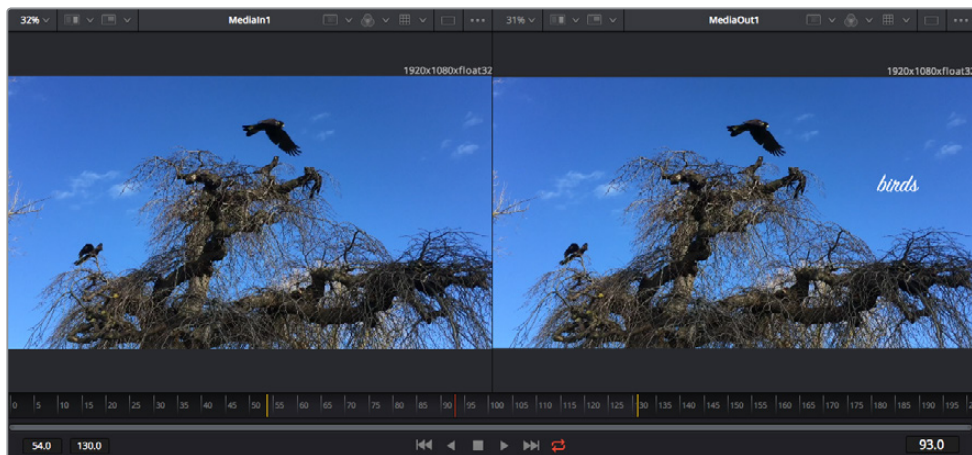 32% MediaIn1 31% MediaOut1
1920x1080xfloat32 1920x1080xfloat32
birds
0 5 10 15 20 25 30 35 40 45 50 55 60 65 70 75 80 85 90 95 100 105 110 115 120 125 130 135 140 145 150 155 160 165 170 175 180 185 190 195
54.0 130.0 93.0